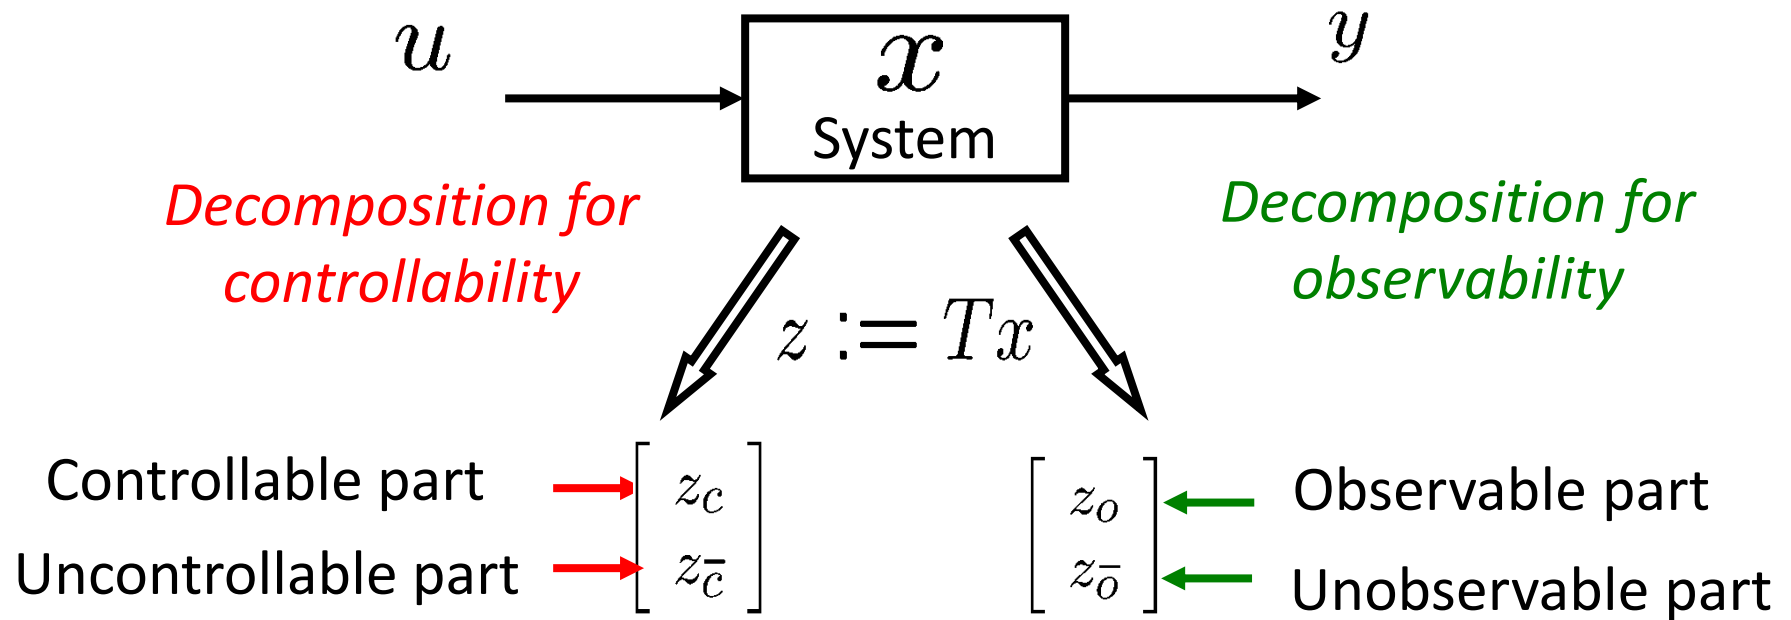 u
x
y
System
Decomposition for
controllability
Decomposition for
observability
z := Tx
Controllable part
z_c
z_o
Observable part
Uncontrollable part
z_c̅
z_o̅
Unobservable part